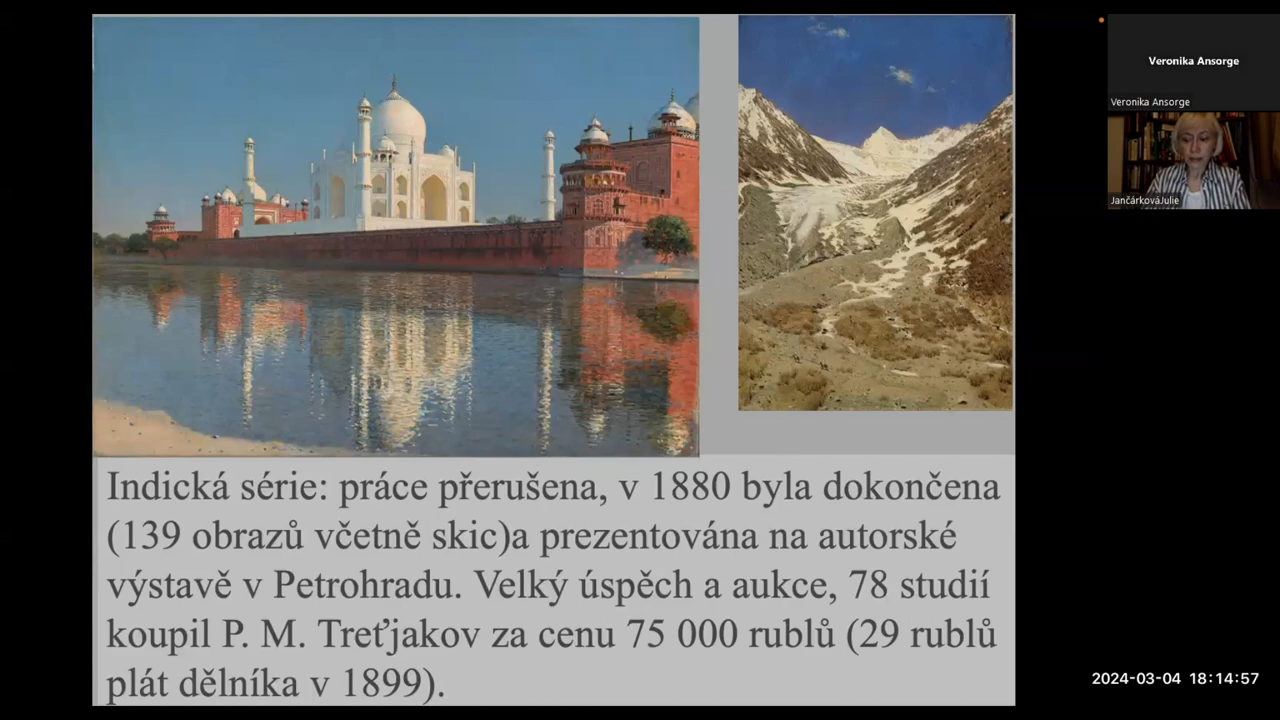 Indická série: práce přerušena, v 1880 byla dokončena
(139 obrazů včetně skic)a prezentována na autorské
výstavě v Petrohradu. Velký úspěch a aukce, 78 studií
koupil P. M. Treťjakov za cenu 75 000 rublů (29 rublů
plát dělníka v 1899).
Veronika Ansorge
Veronika Ansorge
JančárkováJulie
2024-03-04 18:14:57